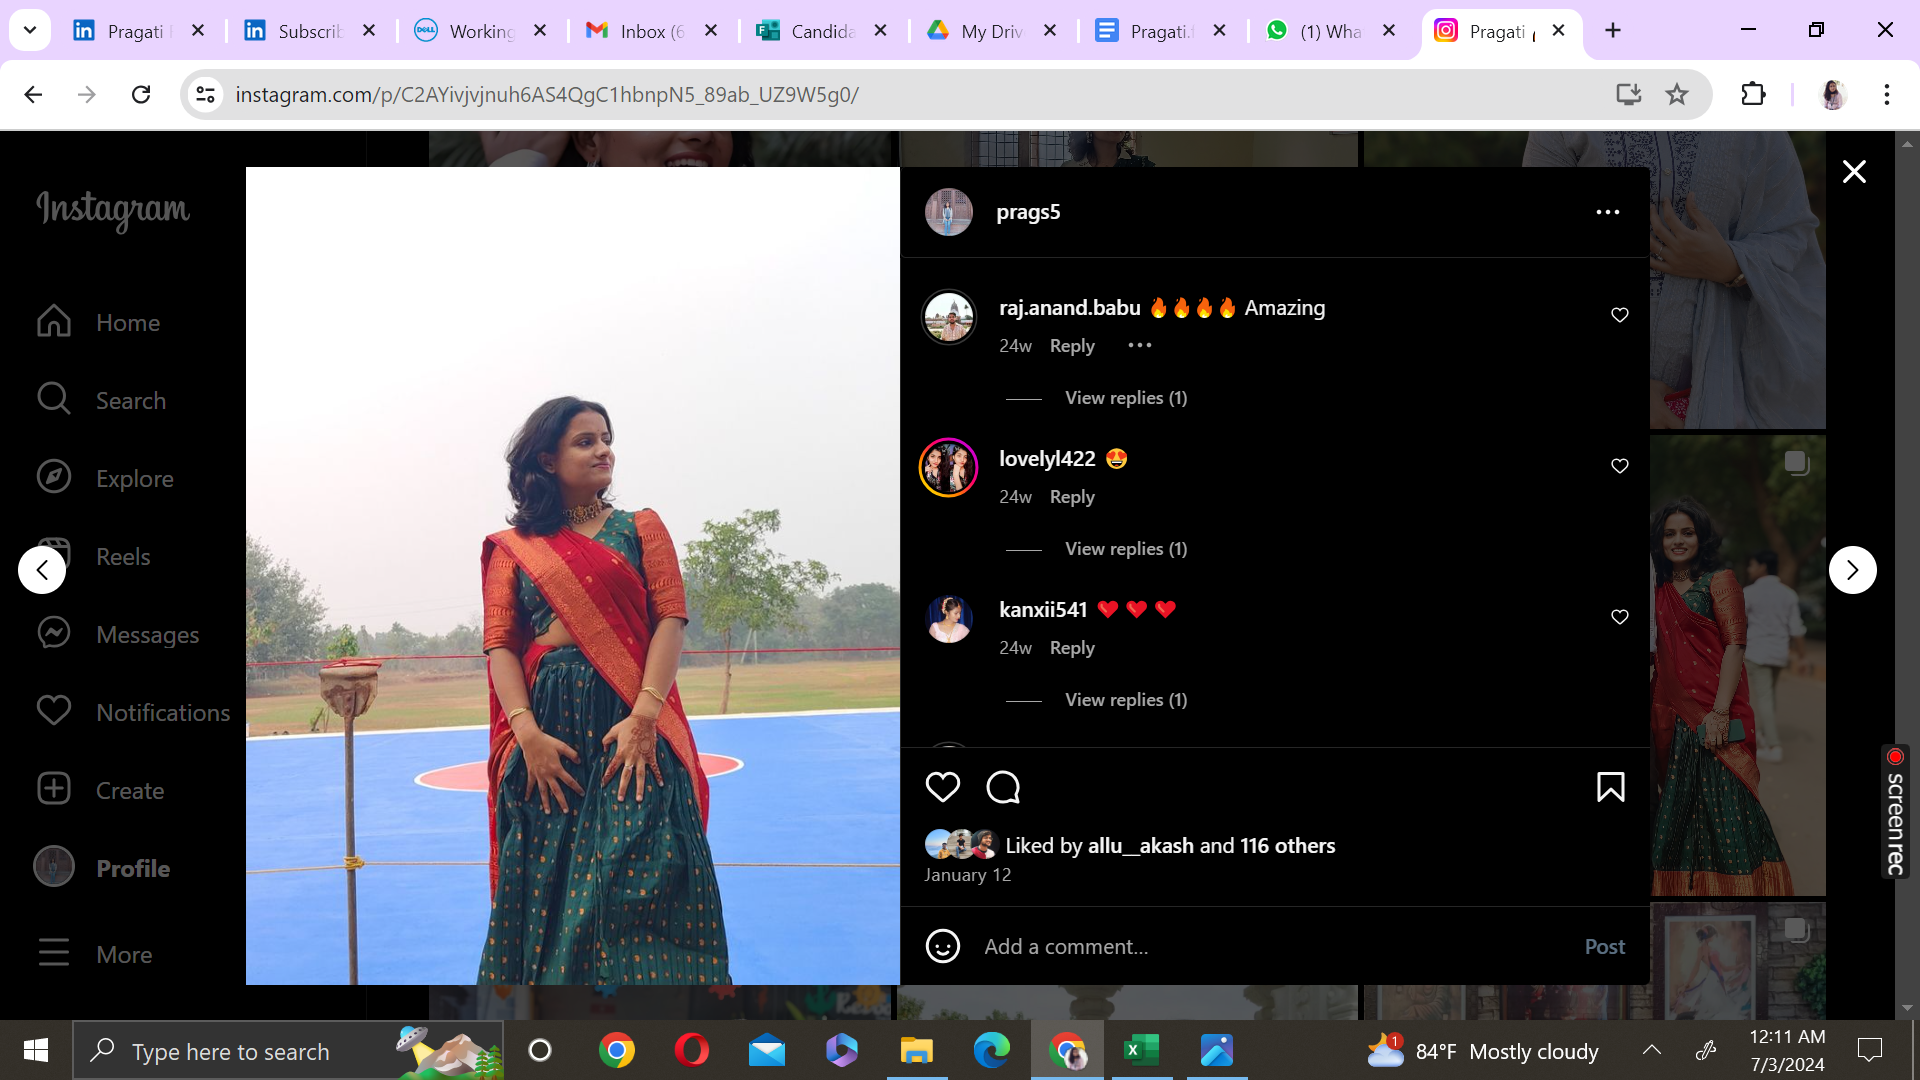 Pragati
Subscrib
Working
Inbox (6
Candida
My Driv
Pragati.
(1) Wha
Pragati
instagram.com/p/C2AYivjvjnuh6AS4QgC1hbnpN5_89ab_UZ9W5g0/
Instagram
Home
Search
Explore
Reels
Messages
Notifications
Create
Profile
More
prags5
raj.anand.babu 🔥🔥🔥🔥 Amazing
24w Reply
View replies (1)
lovelyl422 😍
24w Reply
View replies (1)
kanxii541 ❤️❤️❤️
24w Reply
View replies (1)
Liked by allu__akash and 116 others
January 12
Add a comment... Post
screenrec
Type here to search
1
84°F Mostly cloudy
12:11 AM
7/3/2024